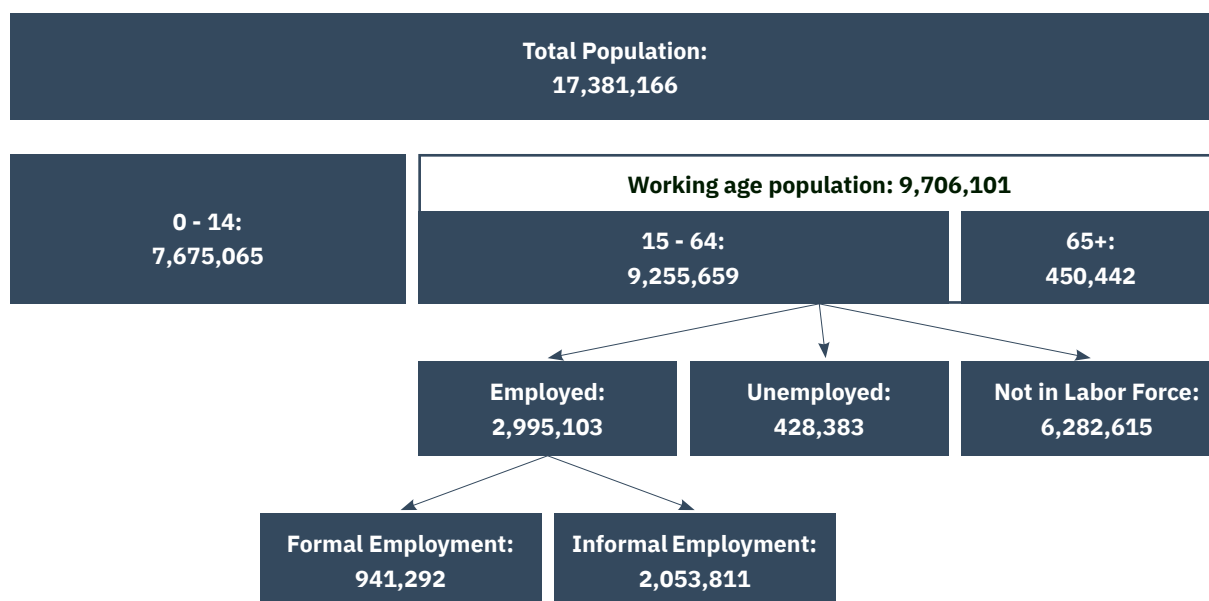 Total Population:
17,381,166
0 - 14:
7,675,065
Working age population: 9,706,101
15 - 64:
9,255,659
65+:
450,442
Employed:
2,995,103
Unemployed:
428,383
Not in Labor Force:
6,282,615
Formal Employment:
941,292
Informal Employment:
2,053,811